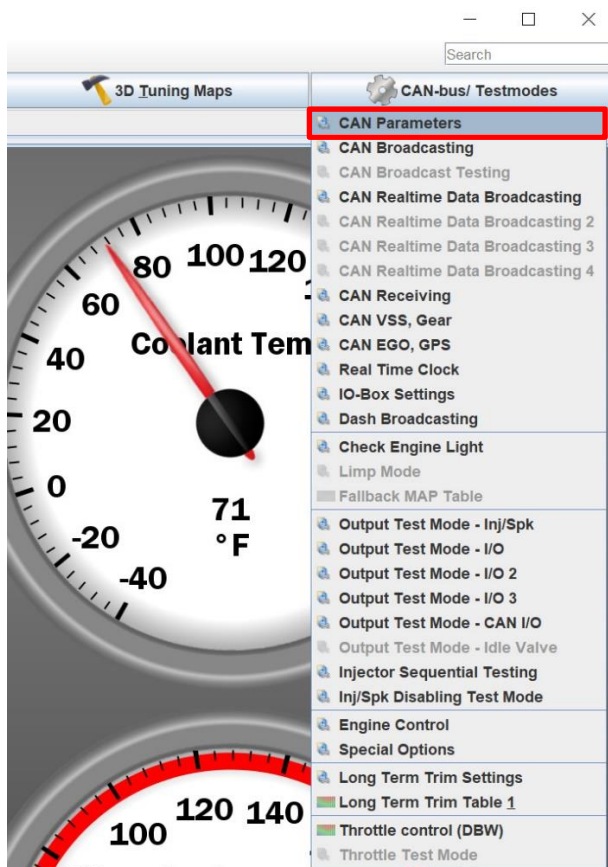 Search
3D Tuning Maps
CAN-bus/ Testmodes
CAN Parameters
CAN Broadcasting
CAN Broadcast Testing
CAN Realtime Data Broadcasting
CAN Realtime Data Broadcasting 2
CAN Realtime Data Broadcasting 3
CAN Realtime Data Broadcasting 4
CAN Receiving
CAN VSS, Gear
CAN EGO, GPS
Real Time Clock
IO-Box Settings
Dash Broadcasting
Check Engine Light
Limp Mode
Fallback MAP Table
Output Test Mode - Inj/Spk
Output Test Mode - I/O
Output Test Mode - I/O 2
Output Test Mode - I/O 3
Output Test Mode - CAN I/O
Output Test Mode - Idle Valve
Injector Sequential Testing
Inj/Spk Disabling Test Mode
Engine Control
Special Options
Long Term Trim Settings
Long Term Trim Table 1
Throttle control (DBW)
Throttle Test Mode
-40
-20
0
20
40
60
80
100
120
Coolant Tem
71
°F
100
120
140